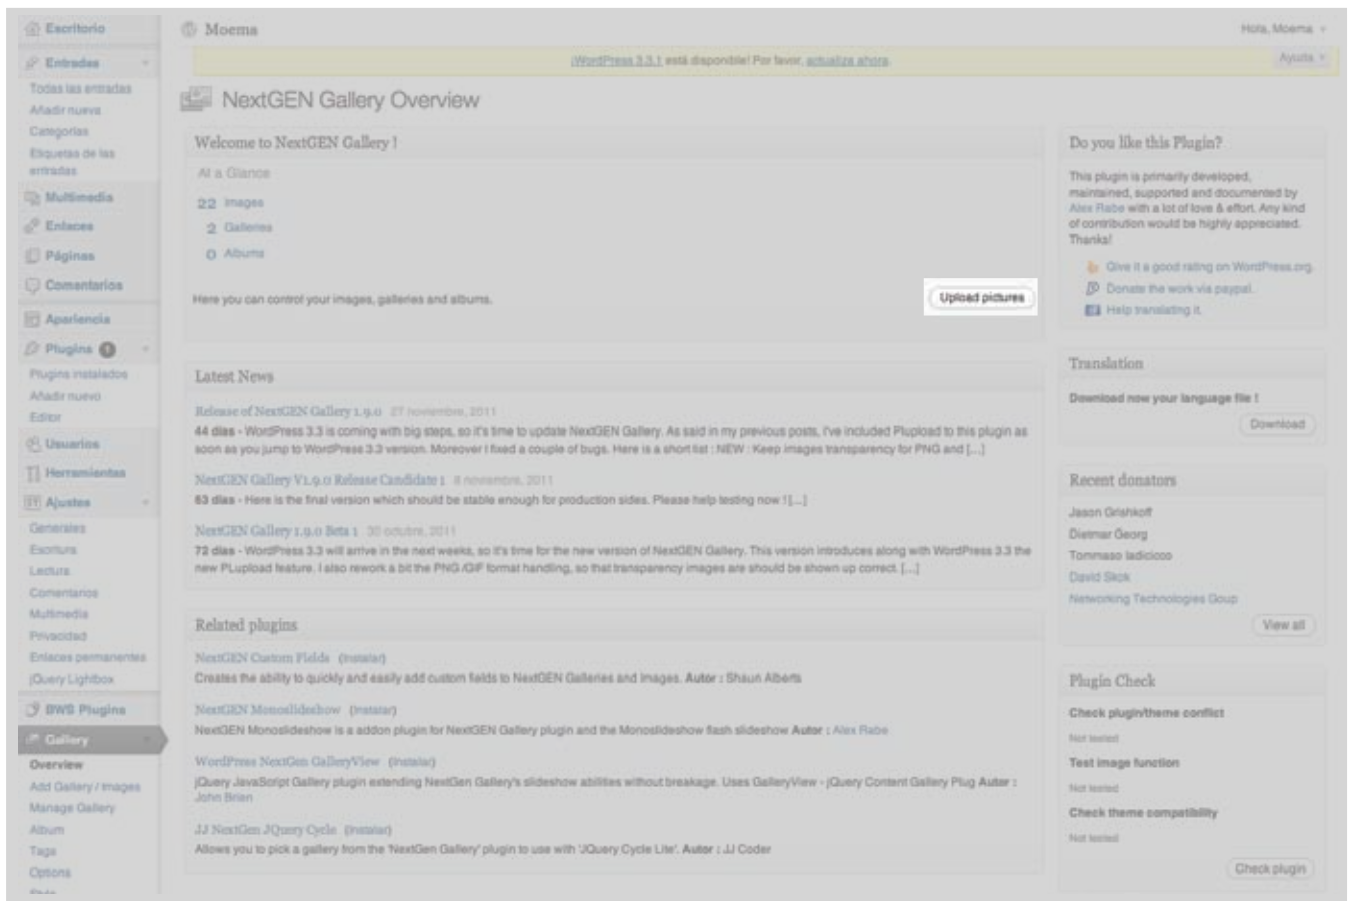 Escritorio
Entradas
Todas las entradas
Añadir nueva
Categorías
Etiquetas de las
entradas
Multimedia
Enlaces
Páginas
Comentarios
Apariencia
Plugins 1
Plugins instalados
Añadir nuevo
Editor
Usuarios
Herramientas
Ajustes
Generales
Escritura
Lectura
Comentarios
Multimedia
Privacidad
Enlaces permanentes
jQuery Lightbox
BWS Plugins
Gallery
Overview
Add Gallery / Images
Manage Gallery
Album
Tags
Options
Moema
Hola, Moema
¡WordPress 3.3.1 está disponible! Por favor, actualiza ahora.
Ayuda
NextGEN Gallery Overview
Welcome to NextGEN Gallery !
At a Glance
22 Images
2 Galleries
0 Albums
Here you can control your images, galleries and albums.
Upload pictures
Latest News
Release of NextGEN Gallery 1.9.0 27 noviembre, 2011
44 dias - WordPress 3.3 is coming with big steps, so it's time to update NextGEN Gallery. As said in my previous posts, I've included Plupload to this plugin as
soon as you jump to WordPress 3.3 version. Moreover I fixed a couple of bugs. Here is a short list : NEW : Keep images transparency for PNG and [...]
NextGEN Gallery V1.9.0 Release Candidate 1 8 noviembre, 2011
63 dias - Here is the final version which should be stable enough for production sides. Please help testing now ! [...]
NextGEN Gallery 1.9.0 Beta 1 30 octubre, 2011
72 dias - WordPress 3.3 will arrive in the next weeks, so it's time for the new version of NextGEN Gallery. This version introduces along with WordPress 3.3 the
new PLupload feature. I also rework a bit the PNG /GIF format handling, so that transparency images are should be shown up correct. [...]
Related plugins
NextGEN Custom Fields (Instalar)
Creates the ability to quickly and easily add custom fields to NextGEN Galleries and Images. Autor : Shaun Alberts
NextGEN Monoslideshow (Instalar)
NextGEN Monoslideshow is a addon plugin for NextGEN Gallery plugin and the Monoslideshow flash slideshow Autor : Alex Rabe
WordPress NextGen GalleryView (Instalar)
jQuery JavaScript Gallery plugin extending NextGen Gallery's slideshow abilities without breakage. Uses GalleryView - jQuery Content Gallery Plug Autor :
John Brien
JJ NextGen JQuery Cycle (Instalar)
Allows you to pick a gallery from the 'NextGen Gallery' plugin to use with 'JQuery Cycle Lite'. Autor : JJ Coder
Do you like this Plugin?
This plugin is primarily developed,
maintained, supported and documented by
Alex Rabe with a lot of love & effort. Any kind
of contribution would be highly appreciated.
Thanks!
Give it a good rating on WordPress.org.
Donate the work via paypal.
Help translating it.
Translation
Download now your language file !
Download
Recent donators
Jason Grishkoff
Dietmar Georg
Tommaso Iadicicco
David Skok
Networking Technologies Goup
View all
Plugin Check
Check plugin/theme conflict
Not tested
Test image function
Not tested
Check theme compatibility
Not tested
Check plugin